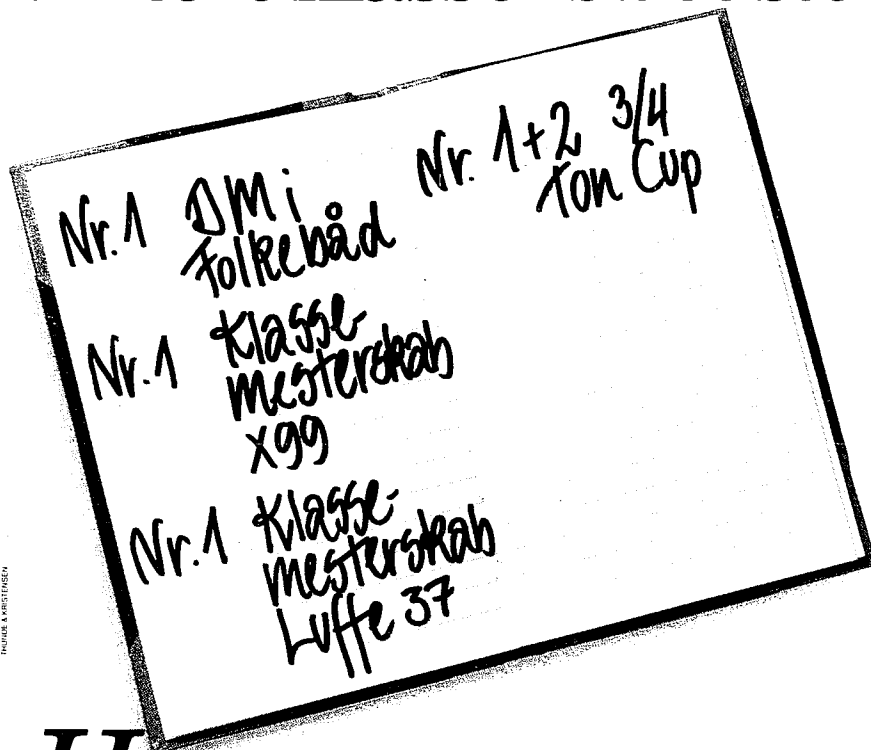 Nr. 1 DM i
Folkebåd
Nr. 1 Klasse-
mesterskab
X99
Nr. 1 Klasse-
mesterskab
Luffe 37
Nr. 1+2 3/4
Ton Cup
THUNDE & KRISTENSEN